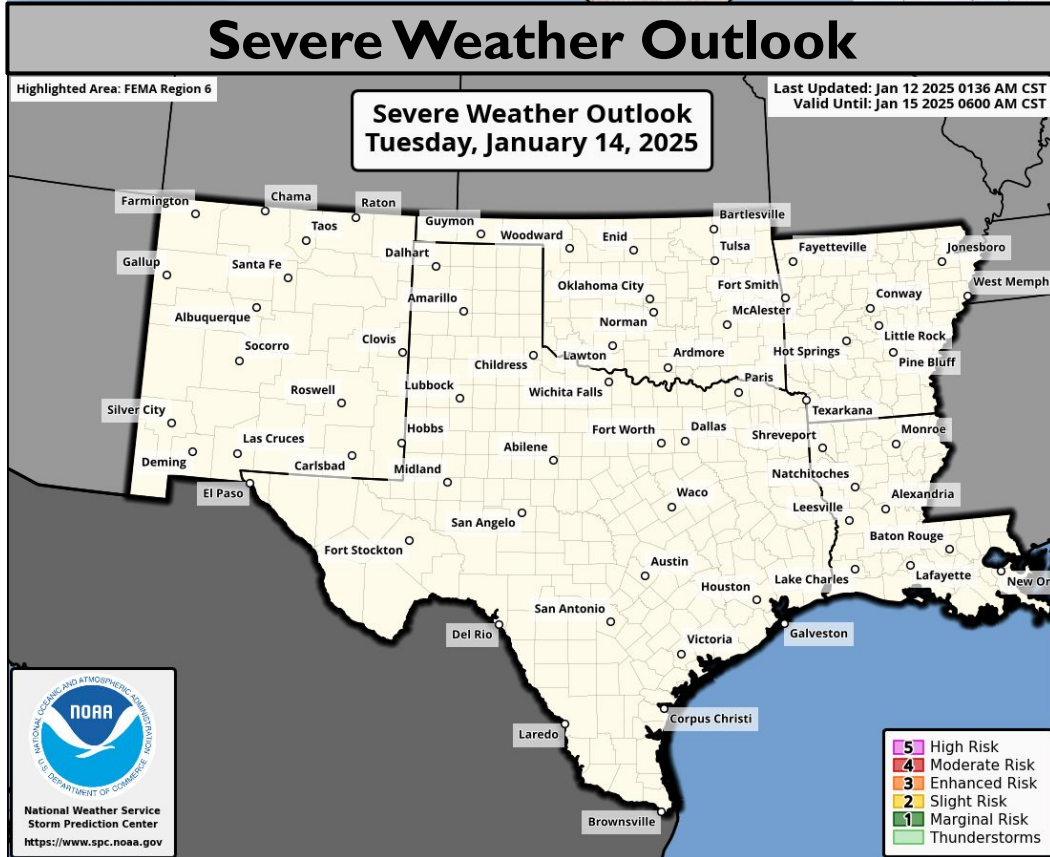 Severe Weather Outlook
Highlighted Area: FEMA Region 6
Last Updated: Jan 12 2025 0136 AM CST
Valid Until: Jan 15 2025 0600 AM CST
Severe Weather Outlook
Tuesday, January 14, 2025
Farmington
Chama
Raton
Taos
Guymon
Woodward
Enid
Bartlesville
Tulsa
Fayetteville
Jonesboro
Gallup
Santa Fe
Dalhart
Oklahoma City
Fort Smith
West Memph
Albuquerque
Amarillo
Norman
McAlester
Conway
Socorro
Clovis
Childress
Lawton
Ardmore
Hot Springs
Little Rock
Pine Bluff
Roswell
Lubbock
Wichita Falls
Paris
Texarkana
Silver City
Las Cruces
Hobbs
Abilene
Fort Worth
Dallas
Shreveport
Monroe
Deming
Carlsbad
Midland
Natchitoches
El Paso
San Angelo
Waco
Leesville
Alexandria
Fort Stockton
Baton Rouge
Austin
Houston
Lake Charles
Lafayette
New Or
San Antonio
Del Rio
Victoria
Galveston
Laredo
Corpus Christi
Brownsville
NATIONAL OCEANIC AND ATMOSPHERIC ADMINISTRATION
NOAA
U.S. DEPARTMENT OF COMMERCE
National Weather Service
Storm Prediction Center
https://www.spc.noaa.gov
5 High Risk
4 Moderate Risk
3 Enhanced Risk
2 Slight Risk
1 Marginal Risk
Thunderstorms